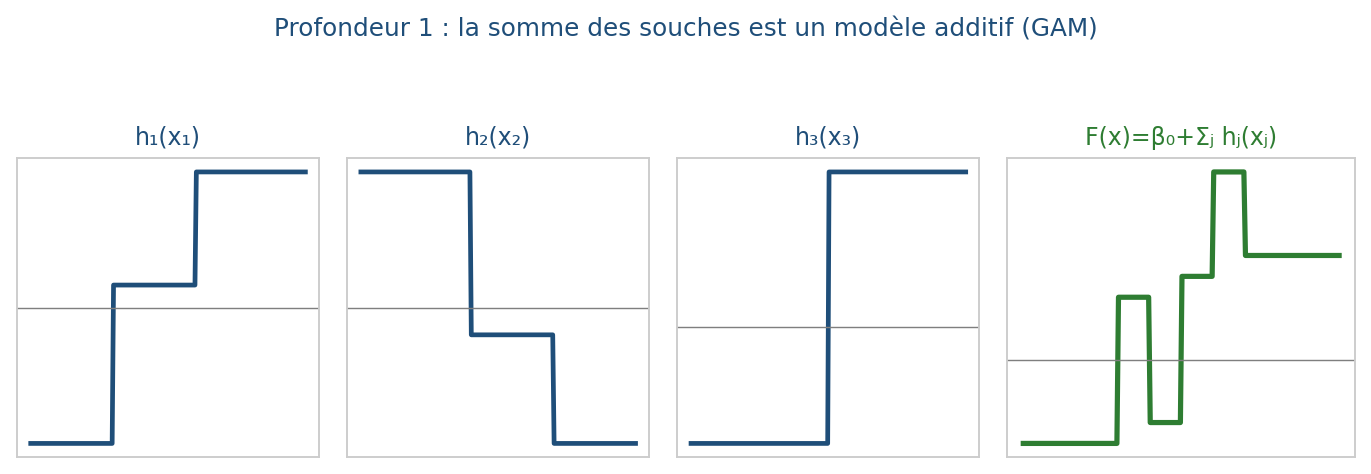 Profondeur 1 : la somme des souches est un modèle additif (GAM)
h₁(x₁)
h₂(x₂)
h₃(x₃)
F(x)=β₀+Σⱼ hⱼ(xⱼ)